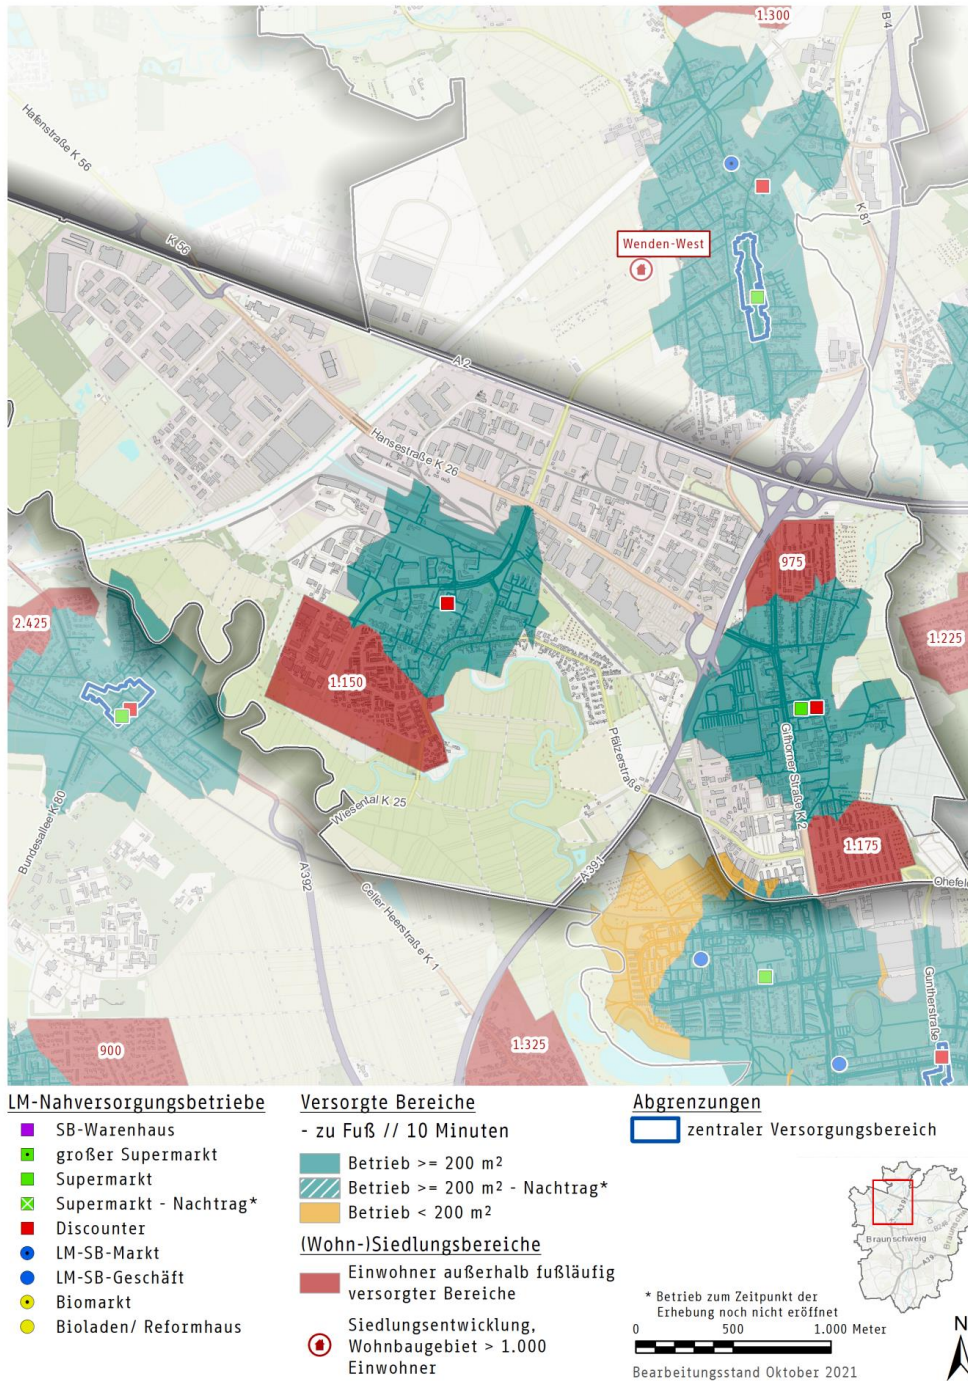 1.300
B 4
Hafenstraße K 56
K 56
K 81
Wenden-West
A 2
Hansestraße K 26
975
2.425
1.225
1.150
Gifhorner Straße K 2
Pfälzerstraße
Wiesental K 25
Bundesallee K 80
1.175
A 391
A 392
Celler Heerstraße K 1
Ohefeld
Guntherstraße
900
1.325
LM-Nahversorgungsbetriebe
SB-Warenhaus
großer Supermarkt
Supermarkt
Supermarkt - Nachtrag*
Discounter
LM-SB-Markt
LM-SB-Geschäft
Biomarkt
Bioladen/ Reformhaus
Versorgte Bereiche
- zu Fuß // 10 Minuten
Betrieb >= 200 m²
Betrieb >= 200 m² - Nachtrag*
Betrieb < 200 m²
(Wohn-)Siedlungsbereiche
Einwohner außerhalb fußläufig
versorgter Bereiche
Siedlungsentwicklung,
Wohnbaugebiet > 1.000
Einwohner
Abgrenzungen
zentraler Versorgungsbereich
Braunschweig
* Betrieb zum Zeitpunkt der
Erhebung noch nicht eröffnet
0 500 1.000 Meter
Bearbeitungsstand Oktober 2021
N